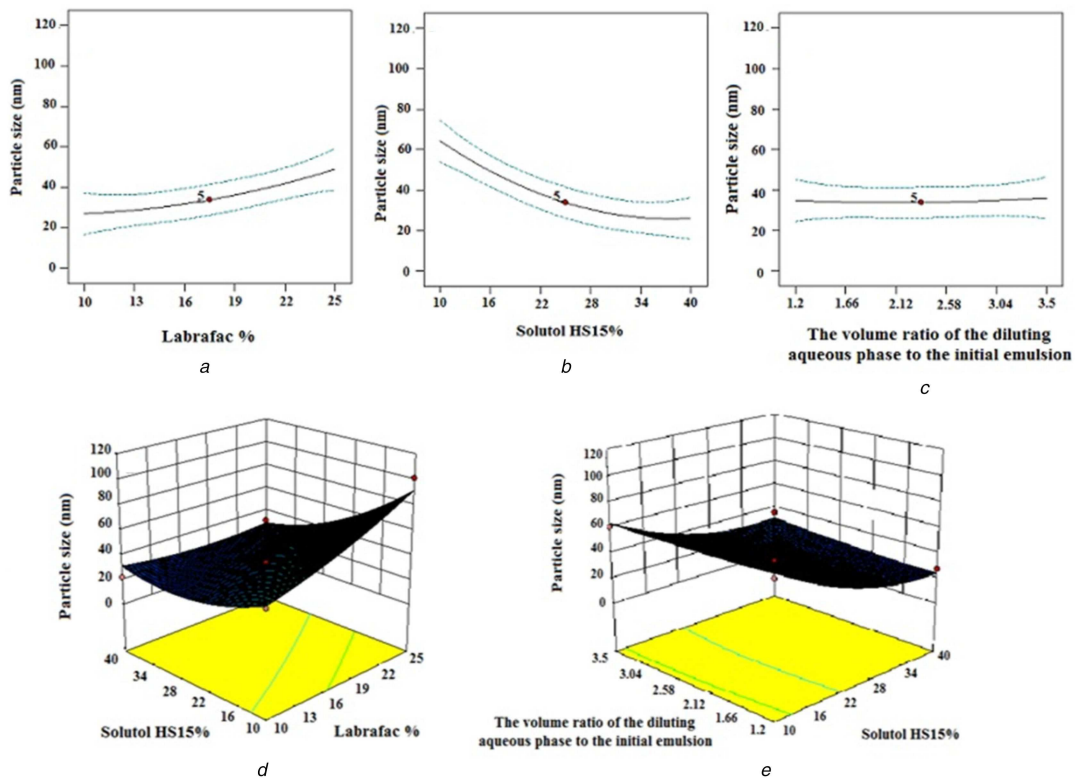 120
100
80
60
40
20
0
Particle size (nm)
5
10 13 16 19 22 25
Labrafac %
a
120
100
80
60
40
20
0
Particle size (nm)
5
10 16 22 28 34 40
Solutol HS15%
b
120
100
80
60
40
20
0
Particle size (nm)
5
1.2 1.66 2.12 2.58 3.04 3.5
The volume ratio of the diluting
aqueous phase to the initial emulsion
c
120
100
80
60
40
20
0
Particle size (nm)
40 34 28 22 16 10
Solutol HS15%
10 13 16 19 22 25
Labrafac %
d
120
100
80
60
40
20
0
Particle size (nm)
3.5 3.04 2.58 2.12 1.66 1.2
The volume ratio of the diluting
aqueous phase to the initial emulsion
10 16 22 28 34 40
Solutol HS15%
e